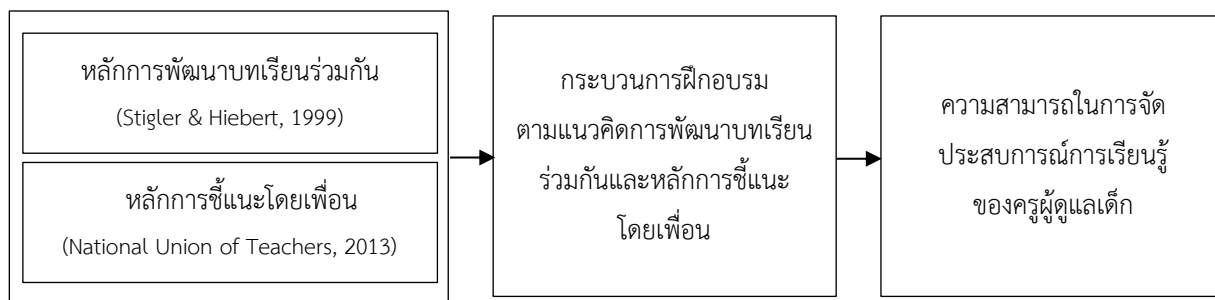 หลักการพัฒนาบทเรียนร่วมกัน
(Stigler & Hiebert, 1999)
หลักการชี้แนะโดยเพื่อน
(National Union of Teachers, 2013)
กระบวนการฝึกอบรม
ตามแนวคิดการพัฒนาบทเรียน
ร่วมกันและหลักการชี้แนะ
โดยเพื่อน
ความสามารถในการจัด
ประสบการณ์การเรียนรู้
ของครูผู้ดูแลเด็ก